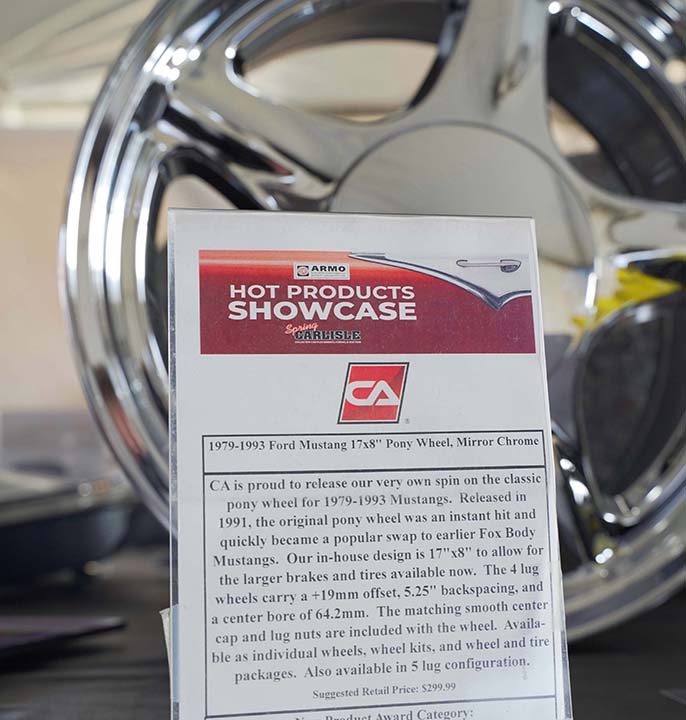 ARMO
HOT PRODUCTS
SHOWCASE
Spring
CARLISLE
CA
®
1979-1993 Ford Mustang 17x8" Pony Wheel, Mirror Chrome
CA is proud to release our very own spin on the classic
pony wheel for 1979-1993 Mustangs. Released in
1991, the original pony wheel was an instant hit and
quickly became a popular swap to earlier Fox Body
Mustangs. Our in-house design is 17"x8" to allow for
the larger brakes and tires available now. The 4 lug
wheels carry a +19mm offset, 5.25" backspacing, and
a center bore of 64.2mm. The matching smooth center
cap and lug nuts are included with the wheel. Availa-
ble as individual wheels, wheel kits, and wheel and tire
packages. Also available in 5 lug configuration.
Suggested Retail Price: $299.99
New Product Award Category: